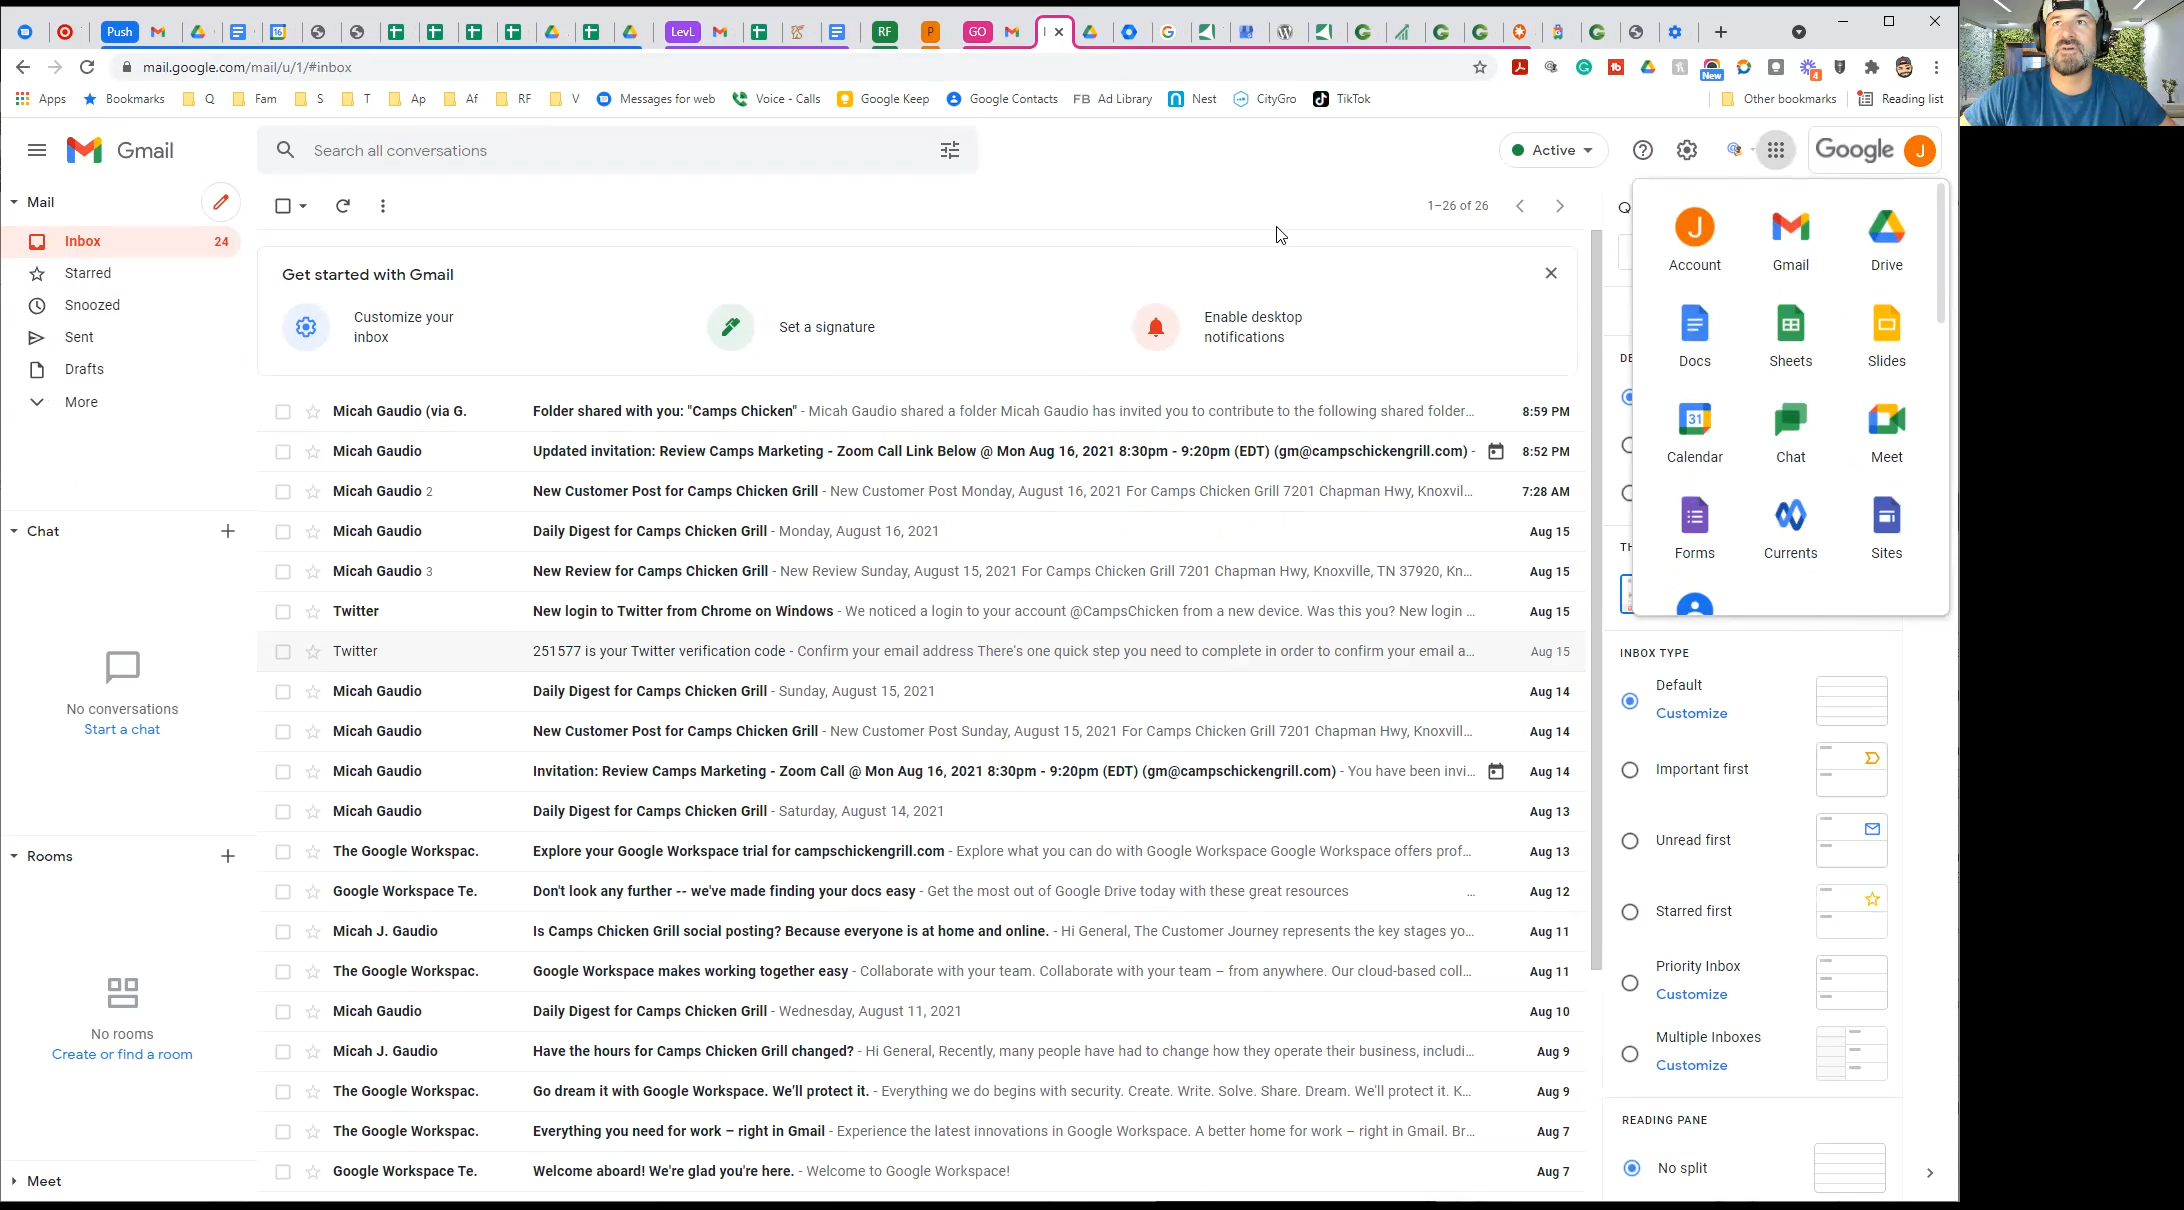 Push
LevL
RF
P
GO
mail.google.com/mail/u/1/#inbox
New
4
Apps
Bookmarks
Q
Fam
S
T
Ap
Af
RF
V
Messages for web
Voice - Calls
Google Keep
Google Contacts
FB Ad Library
Nest
CityGro
TikTok
Other bookmarks
Reading list
Gmail
Search all conversations
Active
Google
J
Mail
1–26 of 26
Inbox 24
Starred
Snoozed
Sent
Drafts
More
Chat
No conversations
Start a chat
Rooms
No rooms
Create or find a room
Meet
Get started with Gmail
Customize your
inbox
Set a signature
Enable desktop
notifications
Micah Gaudio (via G. Folder shared with you: "Camps Chicken" - Micah Gaudio shared a folder Micah Gaudio has invited you to contribute to the following shared folder... 8:59 PM
Micah Gaudio Updated invitation: Review Camps Marketing - Zoom Call Link Below @ Mon Aug 16, 2021 8:30pm - 9:20pm (EDT) (gm@campschickengrill.com) - 8:52 PM
Micah Gaudio 2 New Customer Post for Camps Chicken Grill - New Customer Post Monday, August 16, 2021 For Camps Chicken Grill 7201 Chapman Hwy, Knoxvil... 7:28 AM
Micah Gaudio Daily Digest for Camps Chicken Grill - Monday, August 16, 2021 Aug 15
Micah Gaudio 3 New Review for Camps Chicken Grill - New Review Sunday, August 15, 2021 For Camps Chicken Grill 7201 Chapman Hwy, Knoxville, TN 37920, Kn... Aug 15
Twitter New login to Twitter from Chrome on Windows - We noticed a login to your account @CampsChicken from a new device. Was this you? New login ... Aug 15
Twitter 251577 is your Twitter verification code - Confirm your email address There's one quick step you need to complete in order to confirm your email a... Aug 15
Micah Gaudio Daily Digest for Camps Chicken Grill - Sunday, August 15, 2021 Aug 14
Micah Gaudio New Customer Post for Camps Chicken Grill - New Customer Post Sunday, August 15, 2021 For Camps Chicken Grill 7201 Chapman Hwy, Knoxvill... Aug 14
Micah Gaudio Invitation: Review Camps Marketing - Zoom Call @ Mon Aug 16, 2021 8:30pm - 9:20pm (EDT) (gm@campschickengrill.com) - You have been invi... Aug 14
Micah Gaudio Daily Digest for Camps Chicken Grill - Saturday, August 14, 2021 Aug 13
The Google Workspac. Explore your Google Workspace trial for campschickengrill.com - Explore what you can do with Google Workspace Google Workspace offers prof... Aug 13
Google Workspace Te. Don't look any further -- we've made finding your docs easy - Get the most out of Google Drive today with these great resources ... Aug 12
Micah J. Gaudio Is Camps Chicken Grill social posting? Because everyone is at home and online. - Hi General, The Customer Journey represents the key stages yo... Aug 11
The Google Workspac. Google Workspace makes working together easy - Collaborate with your team. Collaborate with your team – from anywhere. Our cloud-based coll... Aug 11
Micah Gaudio Daily Digest for Camps Chicken Grill - Wednesday, August 11, 2021 Aug 10
Micah J. Gaudio Have the hours for Camps Chicken Grill changed? - Hi General, Recently, many people have had to change how they operate their business, includi... Aug 9
The Google Workspac. Go dream it with Google Workspace. We'll protect it. - Everything we do begins with security. Create. Write. Solve. Share. Dream. We'll protect it. K... Aug 9
The Google Workspac. Everything you need for work – right in Gmail - Experience the latest innovations in Google Workspace. A better home for work – right in Gmail. Br... Aug 7
Google Workspace Te. Welcome aboard! We're glad you're here. - Welcome to Google Workspace! Aug 7
J
Account
Gmail
Drive
Docs
Sheets
Slides
31
Calendar
Chat
Meet
Forms
Currents
Sites
INBOX TYPE
Default
Customize
Important first
Unread first
Starred first
Priority Inbox
Customize
Multiple Inboxes
Customize
READING PANE
No split